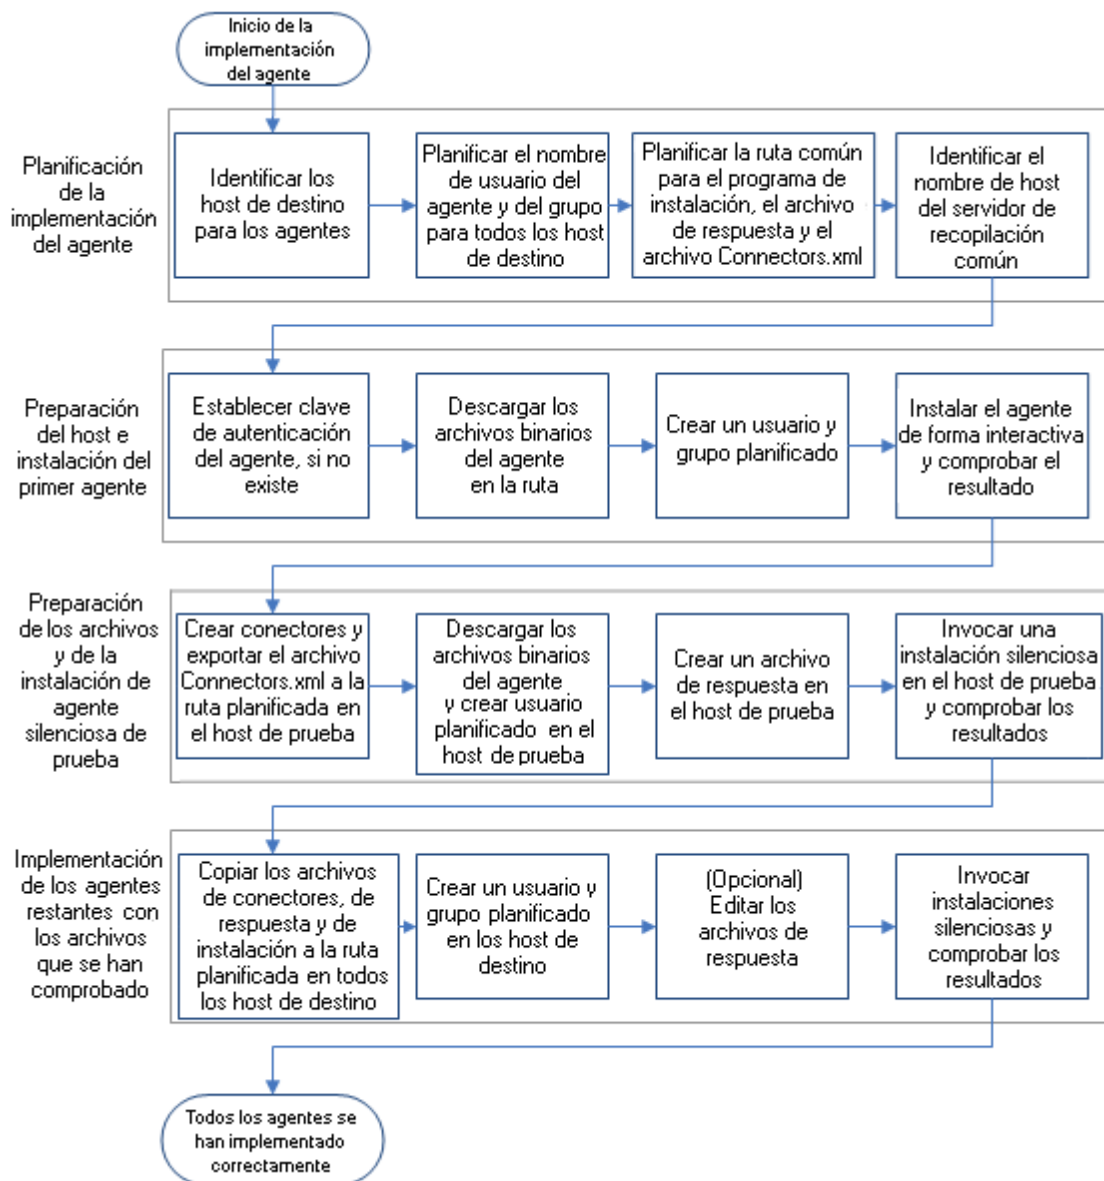 Inicio de la
implementación
del agente
Planificación
de la
implementación
del agente
Identificar los
host de destino
para los agentes
Planificar el nombre
de usuario del
agente y del grupo
para todos los host
de destino
Planificar la ruta común
para el programa de
instalación, el archivo
de respuesta y el
archivo Connectors.xml
Identificar el
nombre de host
del servidor de
recopilación
común
Preparación
del host e
instalación del
primer agente
Establecer clave
de autenticación
del agente, si no
existe
Descargar los
archivos binarios
del agente
en la ruta
Crear un usuario y
grupo planificado
Instalar el agente
de forma interactiva
y comprobar el
resultado
Preparación
de los archivos
y de la
instalación de
agente
silenciosa de
prueba
Crear conectores y
exportar el archivo
Connectors.xml a la
ruta planificada en
el host de prueba
Descargar los
archivos binarios
del agente
y crear usuario
planificado en el
host de prueba
Crear un archivo
de respuesta en
el host de prueba
Invocar una
instalación silenciosa
en el host de prueba
y comprobar los
resultados
Implementación
de los agentes
restantes con
los archivos
que se han
comprobado
Copiar los archivos
de conectores, de
respuesta y de
instalación a la ruta
planificada en todos
los host de destino
Crear un usuario y
grupo planificado
en los host de
destino
(Opcional)
Editar los
archivos de
respuesta
Invocar
instalaciones
silenciosas y
comprobar los
resultados
Todos los agentes se
han implementado
correctamente